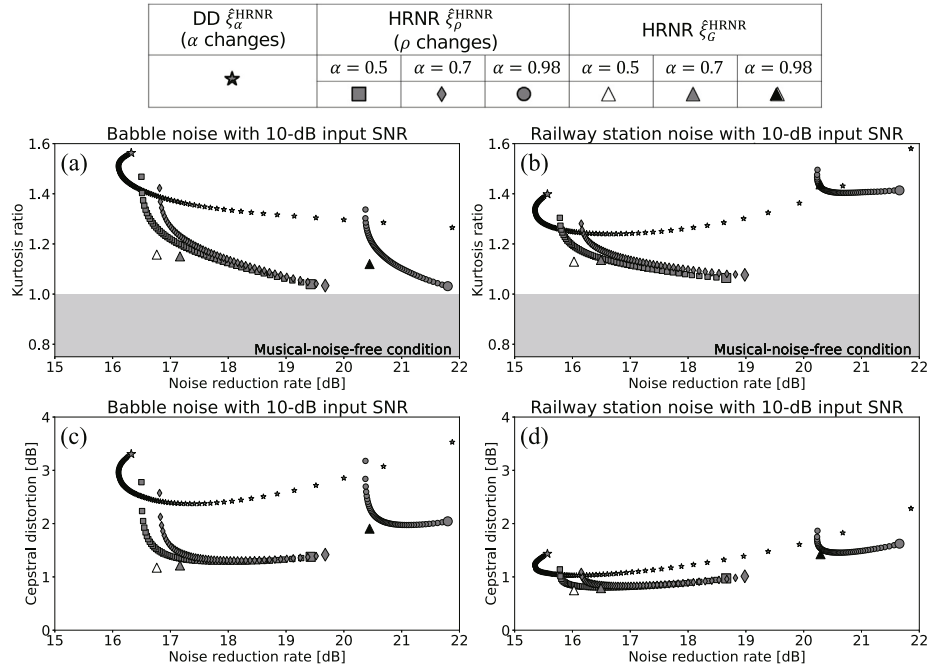 DD ξ̂_α^HRNR HRNR ξ̂_ρ^HRNR HRNR ξ̂_G^HRNR
(α changes) (ρ changes)
α = 0.5 α = 0.7 α = 0.98 α = 0.5 α = 0.7 α = 0.98
Babble noise with 10-dB input SNR
(a)
Kurtosis ratio
1.6
1.4
1.2
1.0
0.8
Musical-noise-free condition
15 16 17 18 19 20 21 22
Noise reduction rate [dB]
Railway station noise with 10-dB input SNR
(b)
Kurtosis ratio
1.6
1.4
1.2
1.0
0.8
Musical-noise-free condition
15 16 17 18 19 20 21 22
Noise reduction rate [dB]
Babble noise with 10-dB input SNR
(c)
Cepstral distortion [dB]
4
3
2
1
0
15 16 17 18 19 20 21 22
Noise reduction rate [dB]
Railway station noise with 10-dB input SNR
(d)
Cepstral distortion [dB]
4
3
2
1
0
15 16 17 18 19 20 21 22
Noise reduction rate [dB]